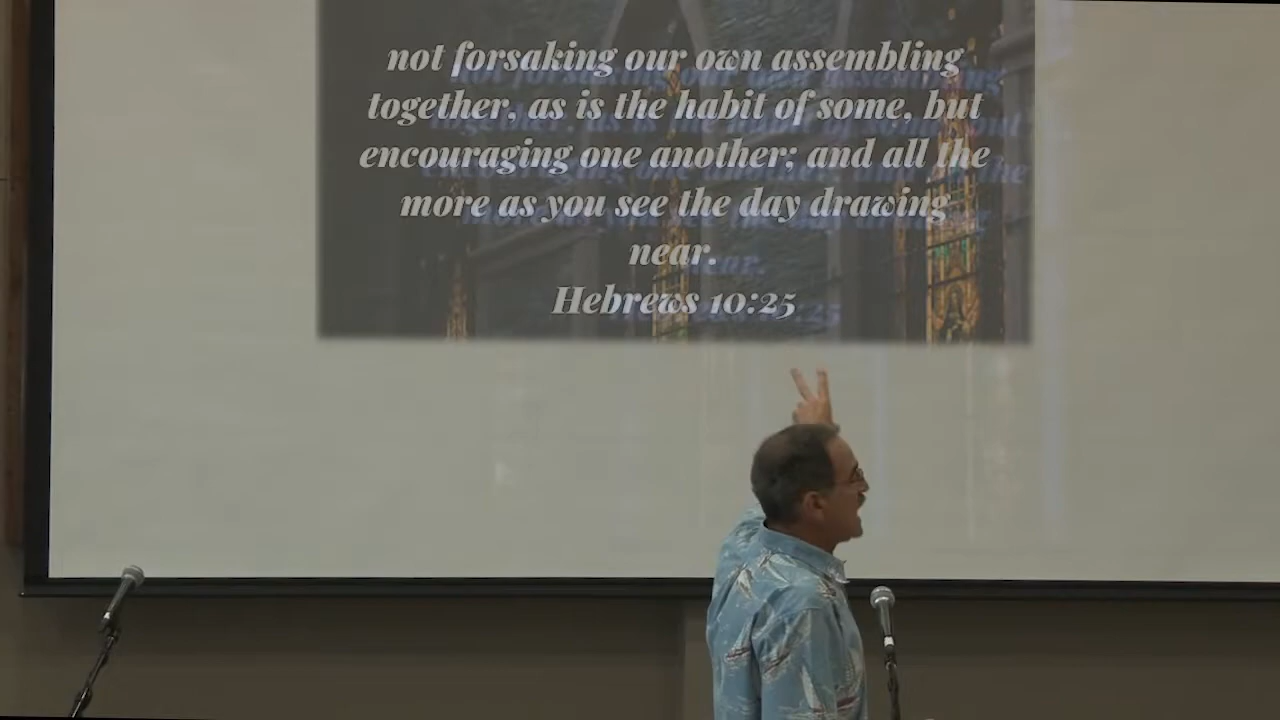 not forsaking our own assembling
together, as is the habit of some, but
encouraging one another; and all the
more as you see the day drawing
near.
Hebrews 10:25